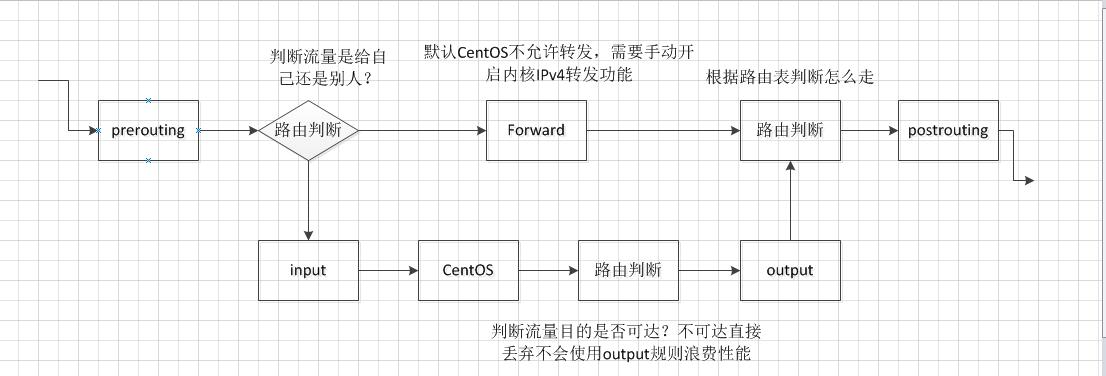 判断流量是给自
己还是别人？
默认CentOS不允许转发，需要手动开
启内核IPv4转发功能
根据路由表判断怎么走
prerouting
路由判断
Forward
路由判断
postrouting
input
CentOS
路由判断
output
判断流量目的是否可达？不可达直接
丢弃不会使用output规则浪费性能